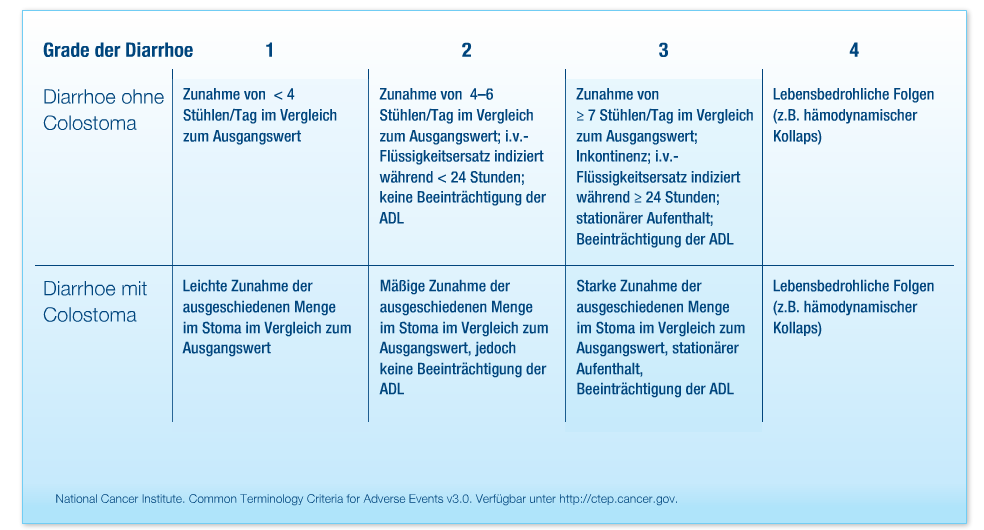 Grade der Diarrhoe 1 2 3 4
Diarrhoe ohne
Colostoma
Zunahme von < 4
Stühlen/Tag im Vergleich
zum Ausgangswert
Zunahme von 4–6
Stühlen/Tag im Vergleich
zum Ausgangswert; i.v.-
Flüssigkeitsersatz indiziert
während < 24 Stunden;
keine Beeinträchtigung der
ADL
Zunahme von
≥ 7 Stühlen/Tag im Vergleich
zum Ausgangswert;
Inkontinenz; i.v.-
Flüssigkeitsersatz indiziert
während ≥ 24 Stunden;
stationärer Aufenthalt;
Beeinträchtigung der ADL
Lebensbedrohliche Folgen
(z.B. hämodynamischer
Kollaps)
Diarrhoe mit
Colostoma
Leichte Zunahme der
ausgeschiedenen Menge
im Stoma im Vergleich zum
Ausgangswert
Mäßige Zunahme der
ausgeschiedenen Menge
im Stoma im Vergleich zum
Ausgangswert, jedoch
keine Beeinträchtigung der
ADL
Starke Zunahme der
ausgeschiedenen Menge
im Stoma im Vergleich zum
Ausgangswert, stationärer
Aufenthalt,
Beeinträchtigung der ADL
Lebensbedrohliche Folgen
(z.B. hämodynamischer
Kollaps)
National Cancer Institute. Common Terminology Criteria for Adverse Events v3.0. Verfügbar unter http://ctep.cancer.gov.